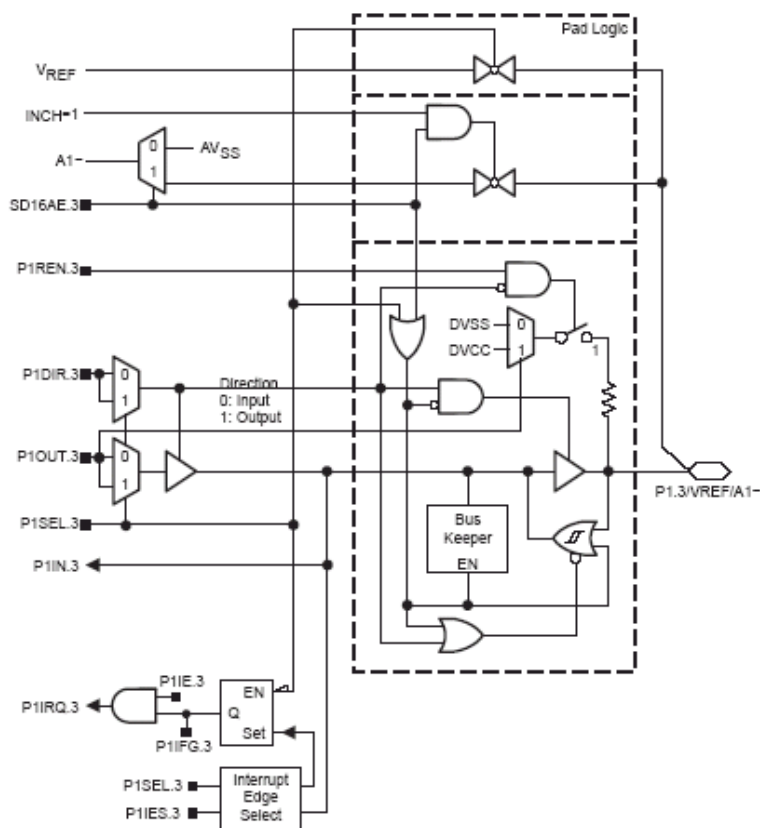 Pad Logic
VREF
INCH=1
0
AVSS
A1−
1
SD16AE.3
P1REN.3
DVSS
0
DVCC
1
1
P1DIR.3
0
1
Direction
0: Input
1: Output
P1OUT.3
0
1
P1.3/VREF/A1−
P1SEL.3
Bus
Keeper
EN
P1IN.3
P1IE.3
EN
P1IRQ.3
Q
Set
P1IFG.3
P1SEL.3
P1IES.3
Interrupt
Edge
Select